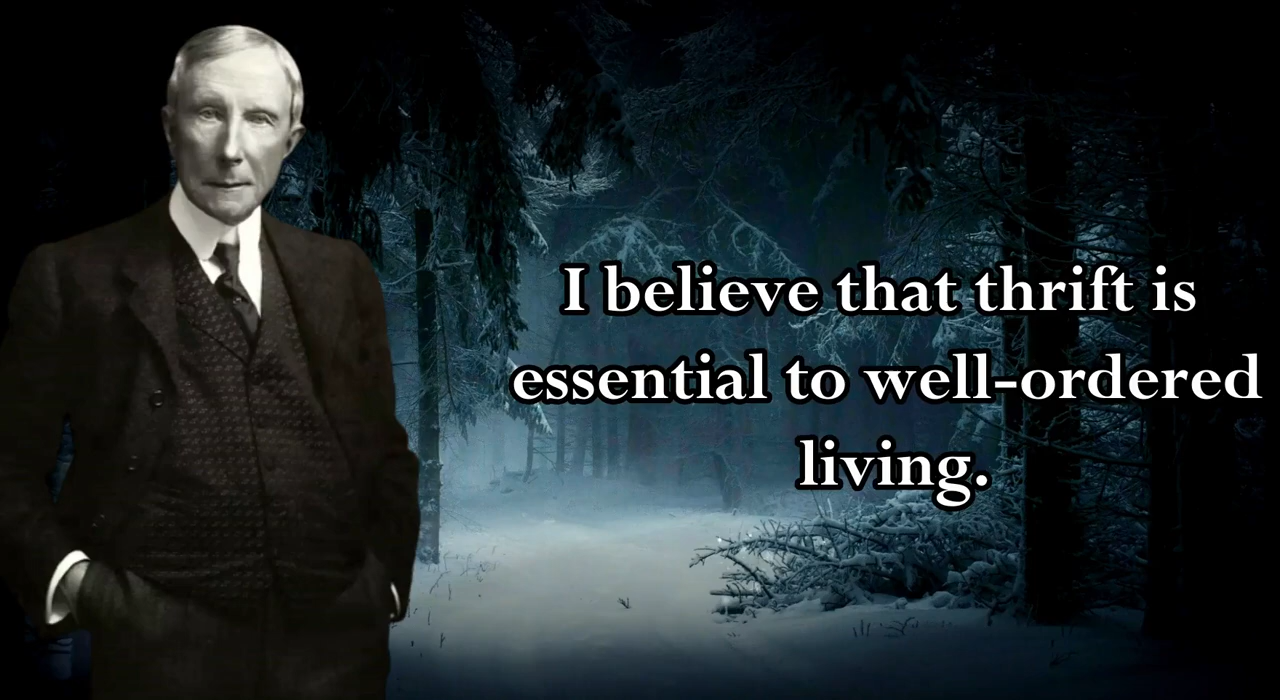 I believe that thrift is
essential to well-ordered
living.